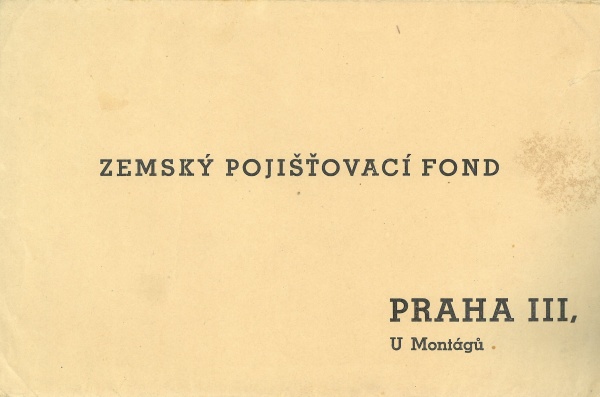 ZEMSKÝ POJIŠŤOVACÍ FOND
PRAHA III,
U Montágů